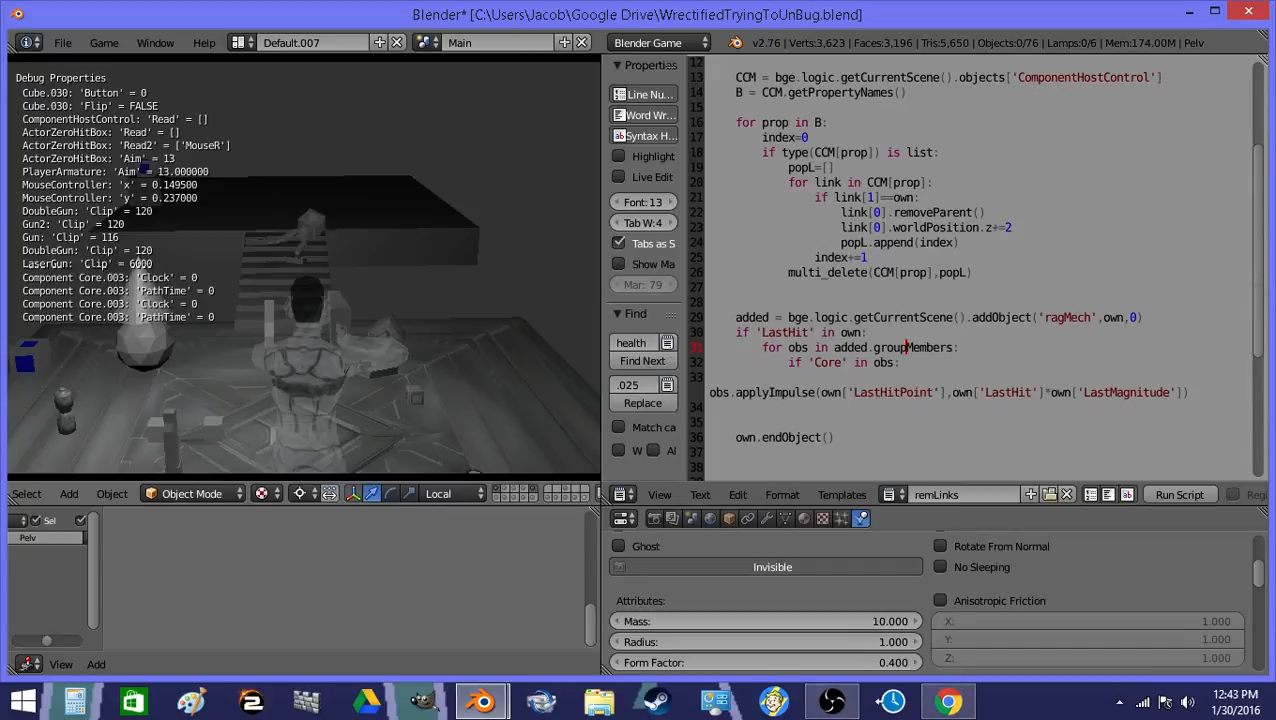 Blender* [C:\Users\Jacob\Google Drive\WrectifiedTryingToUnBug.blend]
File Game Window Help Default.007 Main Blender Game v2.76 | Verts:3,623 | Faces:3,196 | Tris:5,650 | Objects:0/76 | Lamps:0/6 | Mem:174.00M | Pelv
Debug Properties
Cube.030: 'Button' = 0
Cube.030: 'Flip' = FALSE
ComponentHostControl: 'Read' = []
ActorZeroHitBox: 'Read' = []
ActorZeroHitBox: 'Read2' = ['MouseR']
ActorZeroHitBox: 'Aim' = 13
PlayerArmature: 'Aim' = 13.000000
MouseController: 'x' = 0.149500
MouseController: 'y' = 0.237000
DoubleGun: 'Clip' = 120
Gun2: 'Clip' = 120
Gun: 'Clip' = 116
DoubleGun: 'Clip' = 120
LaserGun: 'Clip' = 6000
Component Core.003: 'Clock' = 0
Component Core.003: 'PathTime' = 0
Component Core.003: 'Clock' = 0
Component Core.003: 'PathTime' = 0
Select Add Object Object Mode Local
Sel
Pelv
View Add
Properties
Line Nu...
Word Wr...
Syntax H...
Highlight
Live Edit
Font: 13
Tab W: 4
Tabs as S
Show Ma
Mar: 79
Find
health
Find Next
.025
Replace
Match ca
W Al
12
13 CCM = bge.logic.getCurrentScene().objects['ComponentHostControl']
14 B = CCM.getPropertyNames()
15
16 for prop in B:
17 index=0
18 if type(CCM[prop]) is list:
19 popL=[]
20 for link in CCM[prop]:
21 if link[1]==own:
22 link[0].removeParent()
23 link[0].worldPosition.z+=2
24 popL.append(index)
25 index+=1
26 multi_delete(CCM[prop],popL)
27
28
29 added = bge.logic.getCurrentScene().addObject('ragMech',own,0)
30 if 'LastHit' in own:
31 for obs in added.groupMembers:
32 if 'Core' in obs:
33
obs.applyImpulse(own['LastHitPoint'],own['LastHit']*own['LastMagnitude'])
34
35
36 own.endObject()
37
38
View Text Edit Format Templates remLinks Run Script Regi
Ghost
Invisible
Attributes:
Mass: 10.000
Radius: 1.000
Form Factor: 0.400
Rotate From Normal
No Sleeping
Anisotropic Friction
X: 1.000
Y: 1.000
Z: 1.000
12:43 PM
1/30/2016